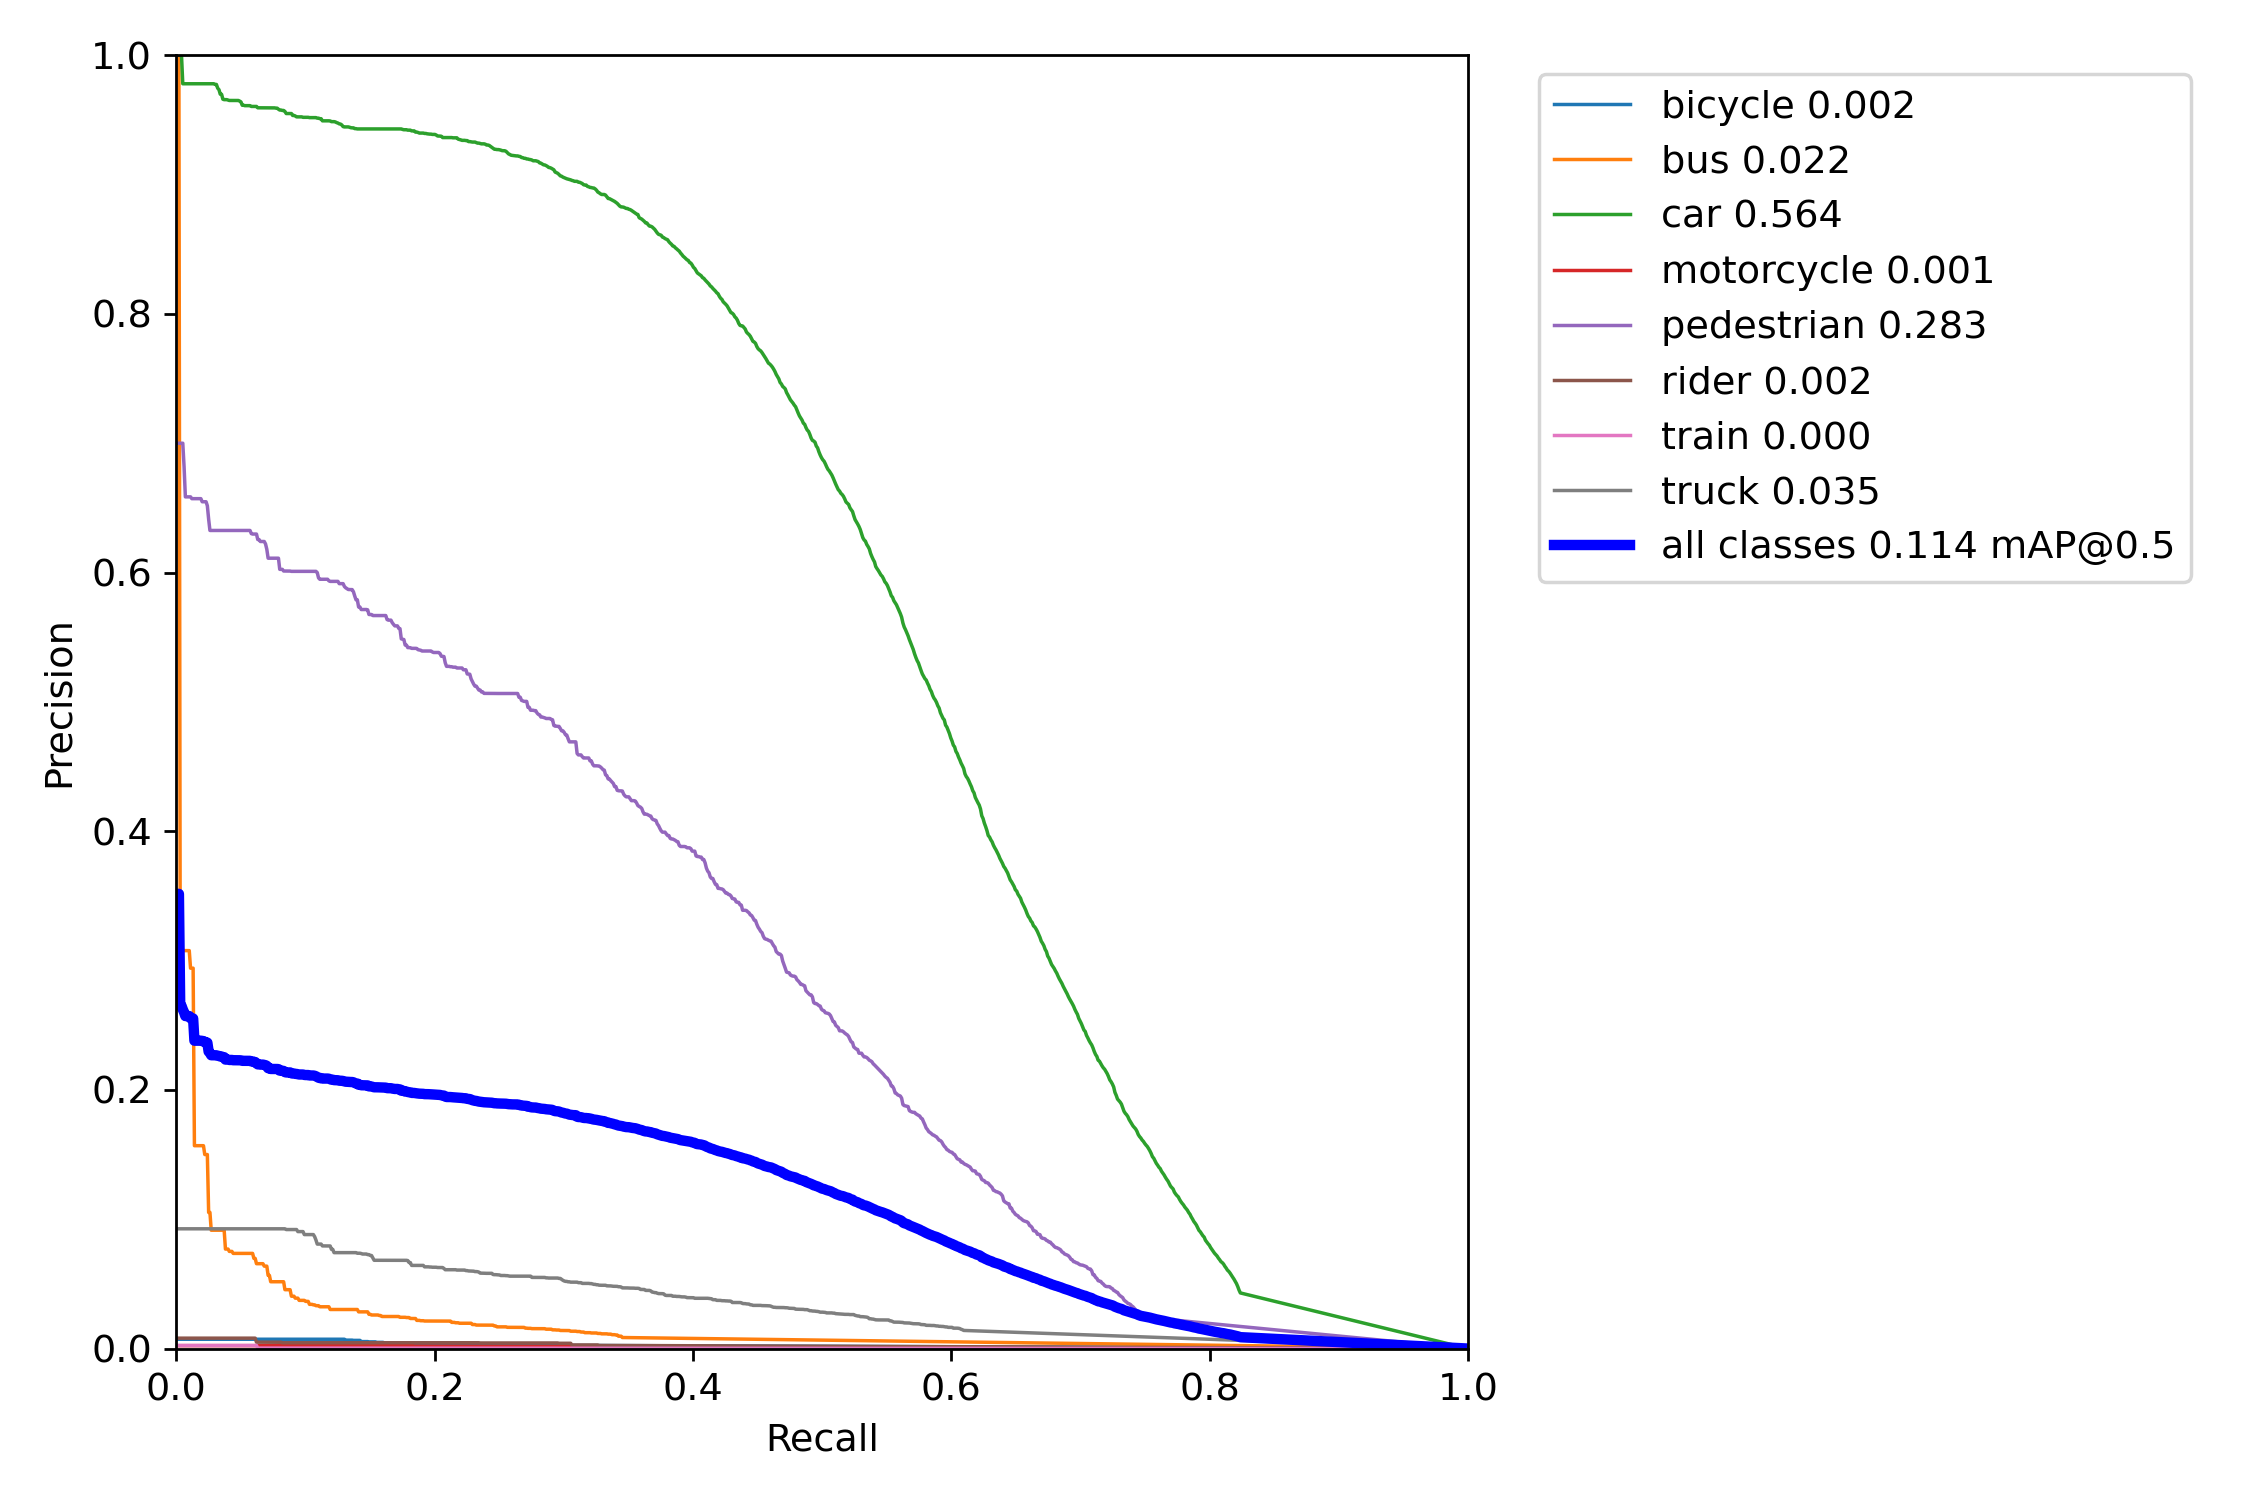 1.0
0.8
0.6
0.4
0.2
0.0
Precision
0.0 0.2 0.4 0.6 0.8 1.0
Recall
bicycle 0.002
bus 0.022
car 0.564
motorcycle 0.001
pedestrian 0.283
rider 0.002
train 0.000
truck 0.035
all classes 0.114 mAP@0.5